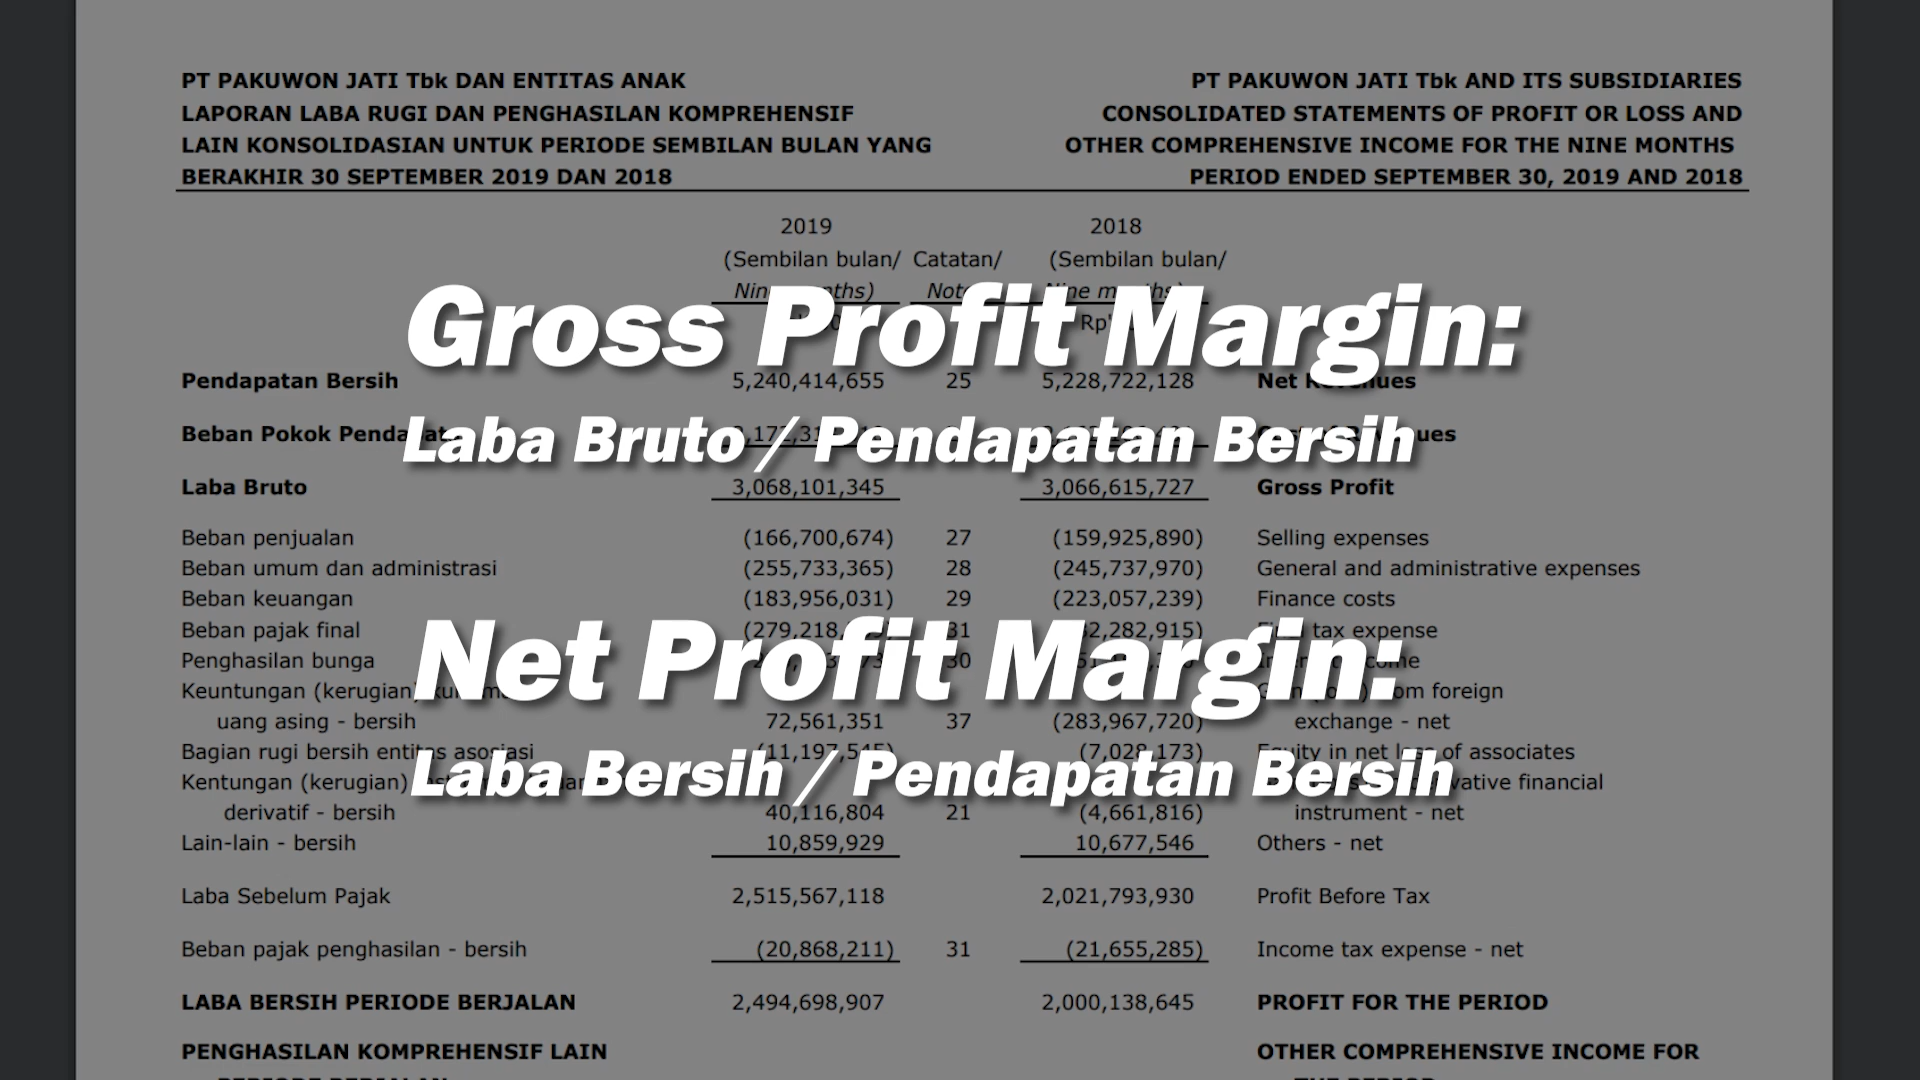 PT PAKUWON JATI Tbk DAN ENTITAS ANAK
LAPORAN LABA RUGI DAN PENGHASILAN KOMPREHENSIF
LAIN KONSOLIDASIAN UNTUK PERIODE SEMBILAN BULAN YANG
BERAKHIR 30 SEPTEMBER 2019 DAN 2018
PT PAKUWON JATI Tbk AND ITS SUBSIDIARIES
CONSOLIDATED STATEMENTS OF PROFIT OR LOSS AND
OTHER COMPREHENSIVE INCOME FOR THE NINE MONTHS
PERIOD ENDED SEPTEMBER 30, 2019 AND 2018
2019 2018
(Sembilan bulan/ Catatan/ (Sembilan bulan/
Gross Profit Margin:
Pendapatan Bersih 5,240,414,655 25 5,228,722,128 Net Revenues
Beban Pokok
Laba Bruto / Pendapatan Bersih
Laba Bruto 3,068,101,345 3,066,615,727 Gross Profit
Beban penjualan (166,700,674) 27 (159,925,890) Selling expenses
Beban umum dan administrasi (255,733,365) 28 (245,737,970) General and administrative expenses
Beban keuangan (183,956,031) 29 (223,057,239) Finance costs
Beban pajak final 31 tax expense
Net Profit Margin:
Penghasilan bunga 30
Keuntungan (kerugian) foreign
uang asing - bersih 72,561,351 37 (283,967,720) exchange - net
Bagian rugi bersih entitas asosiasi (11,197,545) (7,028,173) Equity in net loss of associates
Laba Bersih / Pendapatan Bersih
Kentungan (kerugian) financial
derivatif - bersih 40,116,804 21 (4,661,816) instrument - net
Lain-lain - bersih 10,859,929 10,677,546 Others - net
Laba Sebelum Pajak 2,515,567,118 2,021,793,930 Profit Before Tax
Beban pajak penghasilan - bersih (20,868,211) 31 (21,655,285) Income tax expense - net
LABA BERSIH PERIODE BERJALAN 2,494,698,907 2,000,138,645 PROFIT FOR THE PERIOD
PENGHASILAN KOMPREHENSIF LAIN OTHER COMPREHENSIVE INCOME FOR